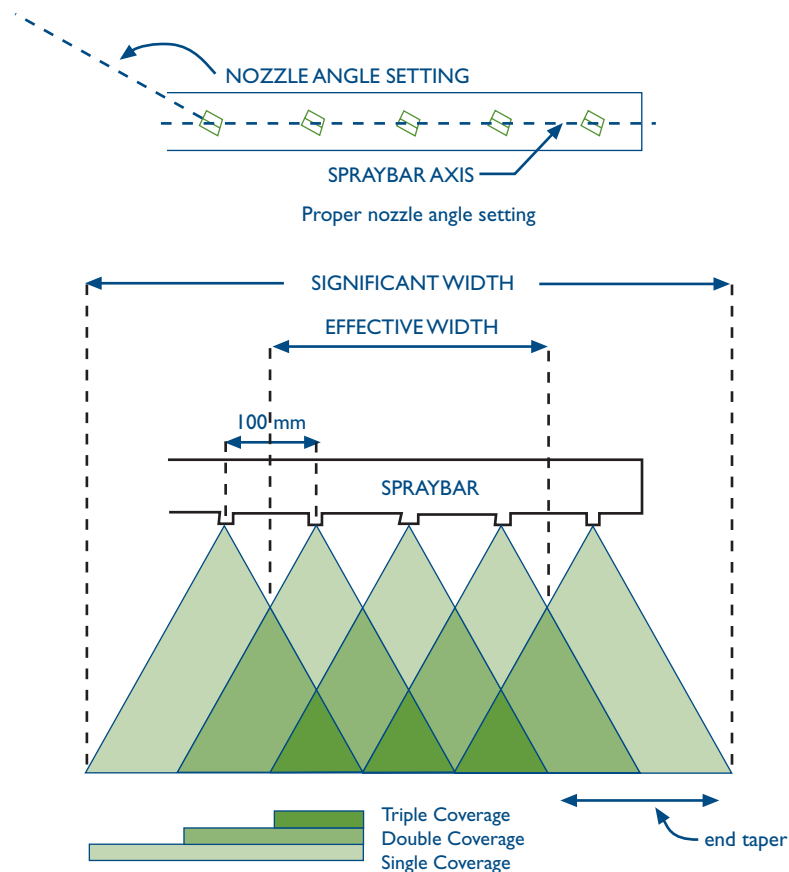 NOZZLE ANGLE SETTING
SPRAYBAR AXIS
Proper nozzle angle setting
SIGNIFICANT WIDTH
EFFECTIVE WIDTH
100 mm
SPRAYBAR
Triple Coverage
Double Coverage
Single Coverage
end taper